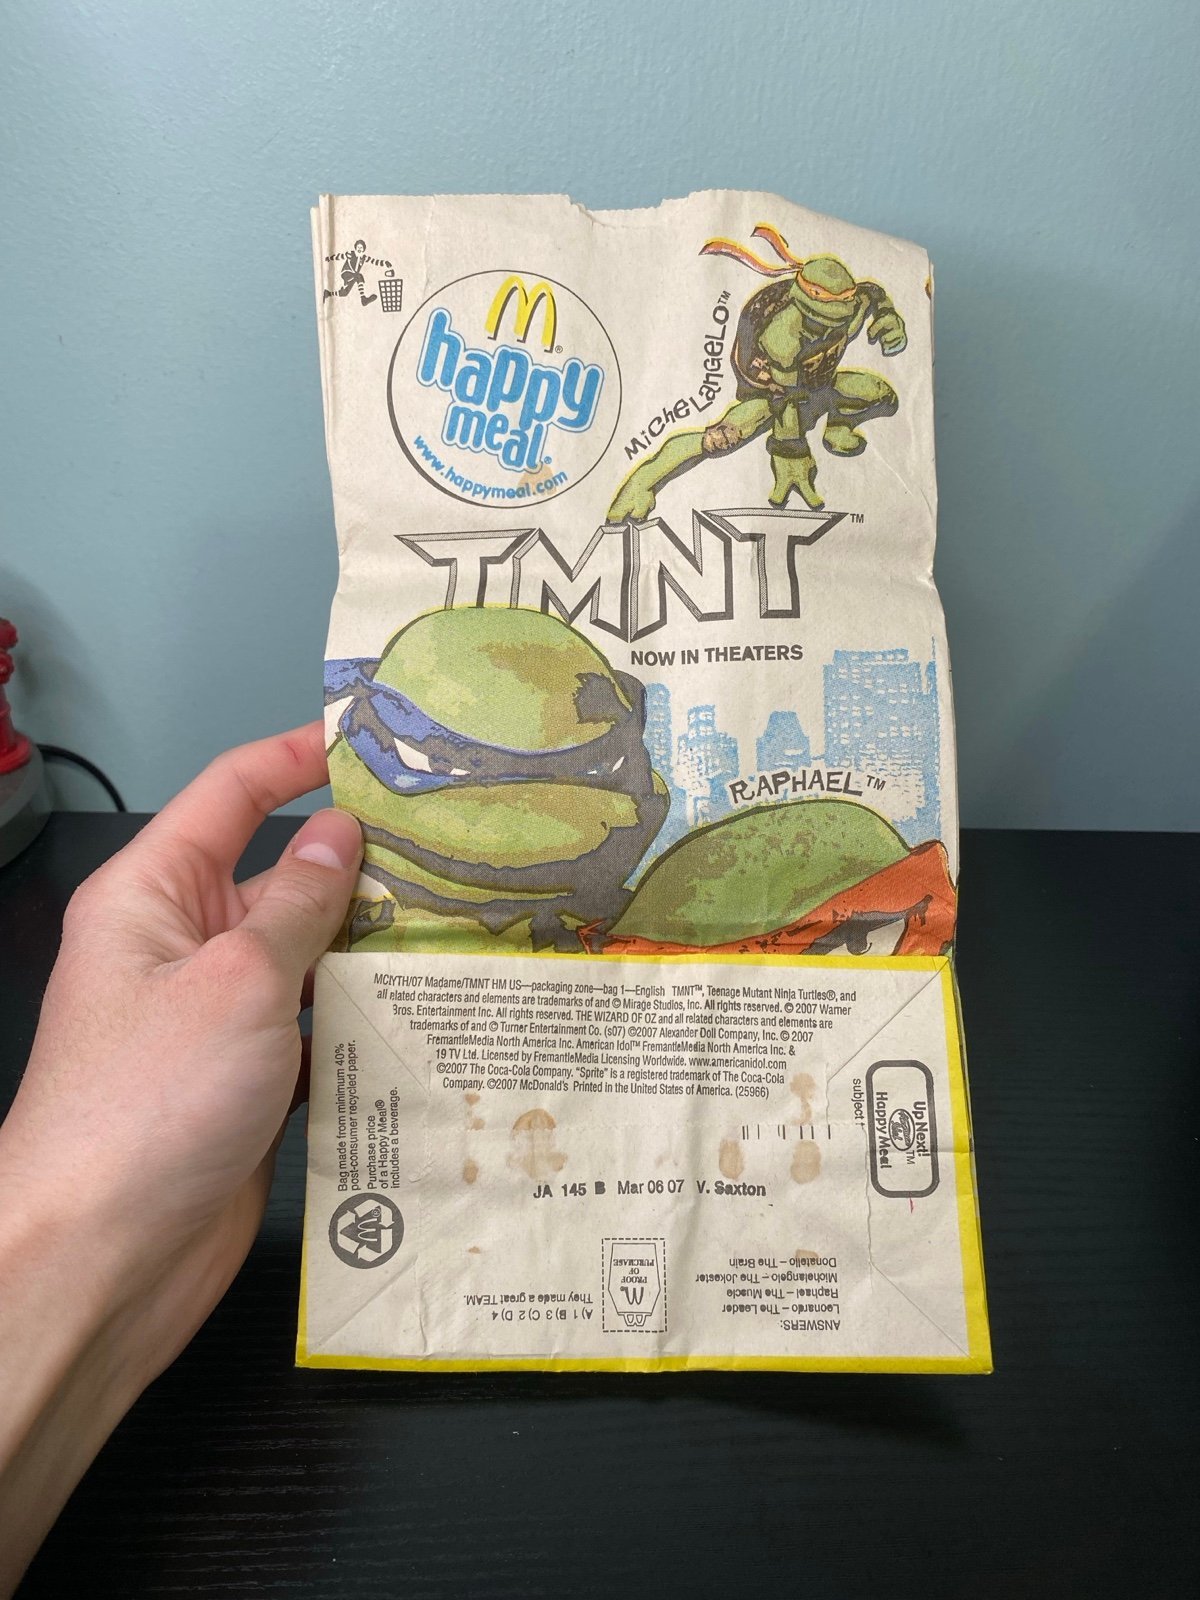 M®
happy
meal®
www.happymeal.com
MICHELANGELO™
TMNT™
NOW IN THEATERS
RAPHAEL™
MCIYTH/07 Madame/TMNT HM US—packaging zone—bag 1—English TMNT™, Teenage Mutant Ninja Turtles®, and
all related characters and elements are trademarks of and © Mirage Studios, Inc. All rights reserved. © 2007 Warner
Bros. Entertainment Inc. All rights reserved. THE WIZARD OF OZ and all related characters and elements are
trademarks of and © Turner Entertainment Co. (s07) ©2007 Alexander Doll Company, Inc. © 2007
FremantleMedia North America Inc. American Idol™ FremantleMedia North America Inc. &
19 TV Ltd. Licensed by FremantleMedia Licensing Worldwide. www.americanidol.com
©2007 The Coca-Cola Company. "Sprite" is a registered trademark of The Coca-Cola
Company. ©2007 McDonald's Printed in the United States of America. (25966)
Bag made from minimum 40%
post-consumer recycled paper.
Purchase price
of a Happy Meal®
includes a beverage.
Up Next!
™
Happy Meal
subject t
JA 145 B Mar 06 07 V. Saxton
PROOF
OF
PURCHASE
ANSWERS:
Leonardo – The Leader
Raphael – The Muscle
Michelangelo – The Jokester
Donatello – The Brain
A) 1 B) 3 C) 2 D) 4
They made a great TEAM.